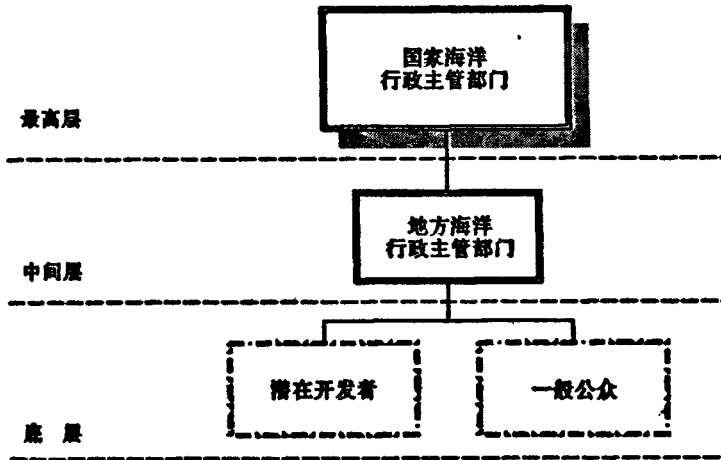 国家海洋
行政主管部门
最高层
地方海洋
行政主管部门
中间层
潜在开发者
一般公众
底 层